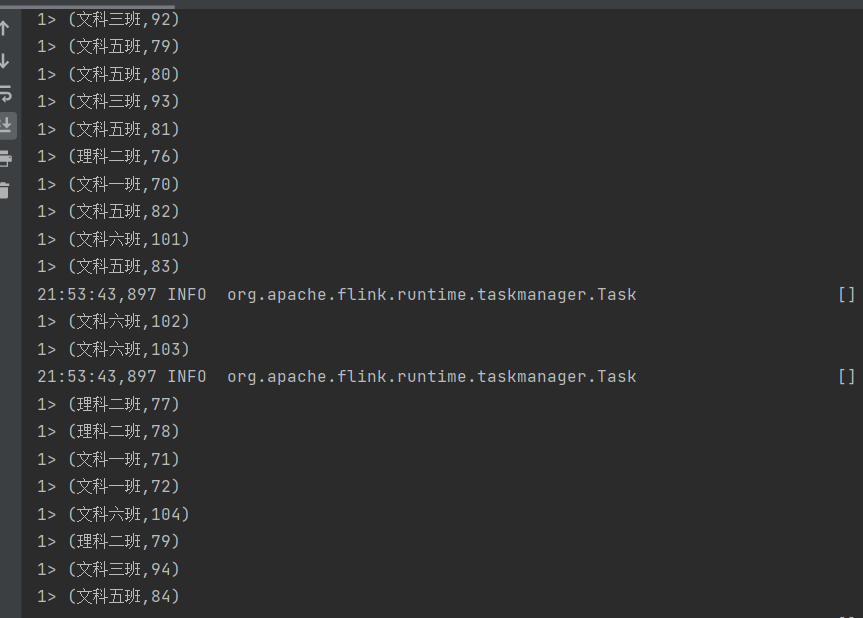 1> (文科三班,92)
1> (文科五班,79)
1> (文科五班,80)
1> (文科三班,93)
1> (文科五班,81)
1> (理科二班,76)
1> (文科一班,70)
1> (文科五班,82)
1> (文科六班,101)
1> (文科五班,83)
21:53:43,897 INFO  org.apache.flink.runtime.taskmanager.Task                    []
1> (文科六班,102)
1> (文科六班,103)
21:53:43,897 INFO  org.apache.flink.runtime.taskmanager.Task                    []
1> (理科二班,77)
1> (理科二班,78)
1> (文科一班,71)
1> (文科一班,72)
1> (文科六班,104)
1> (理科二班,79)
1> (文科三班,94)
1> (文科五班,84)